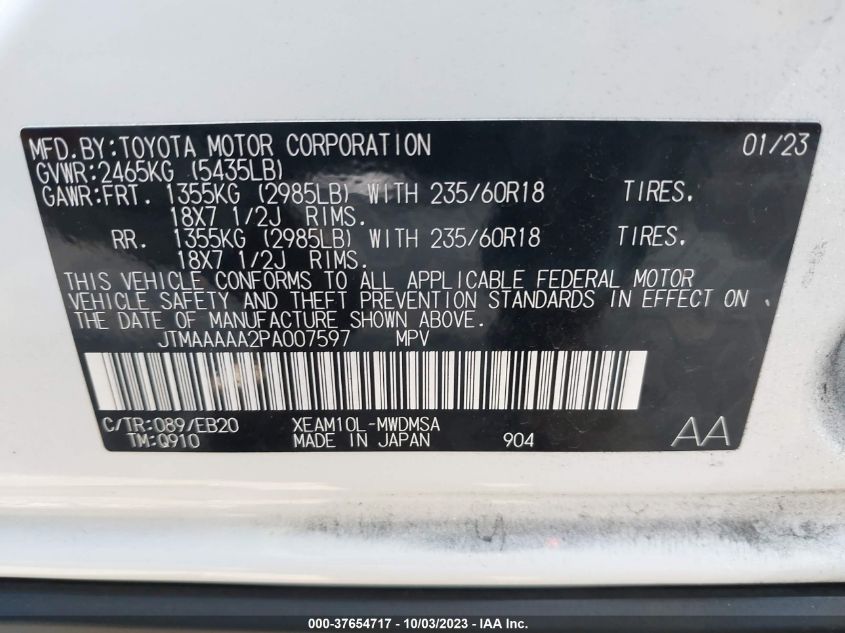 MFD.BY:TOYOTA MOTOR CORPORATION 01/23
GVWR:2465KG (5435LB)
GAWR:FRT. 1355KG (2985LB) WITH 235/60R18 TIRES,
18X7 1/2J RIMS.
RR. 1355KG (2985LB) WITH 235/60R18 TIRES,
18X7 1/2J RIMS.
THIS VEHICLE CONFORMS TO ALL APPLICABLE FEDERAL MOTOR
VEHICLE SAFETY AND THEFT PREVENTION STANDARDS IN EFFECT ON
THE DATE OF MANUFACTURE SHOWN ABOVE.
JTMAAAAA2PA007597 MPV
C/TR:089/EB20 XEAM10L-MWDMSA
TM:Q910 MADE IN JAPAN 904 AA
000-37654717 - 10/03/2023 - IAA Inc.